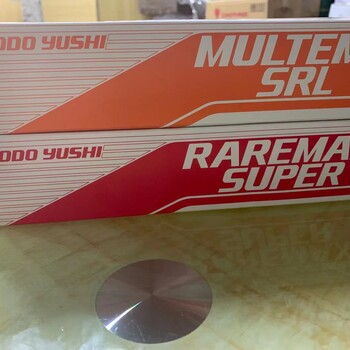 ODO YUSHI
MULTEM
SRL
ODO YUSHI
RAREMA
SUPER